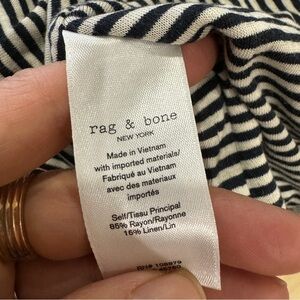 rag & bone
NEW YORK
Made in Vietnam
with imported materials/
Fabriqué au Vietnam
avec des materiaux
importés
Self/Tissu Principal
85% Rayon/Rayonne
15% Linen/Lin